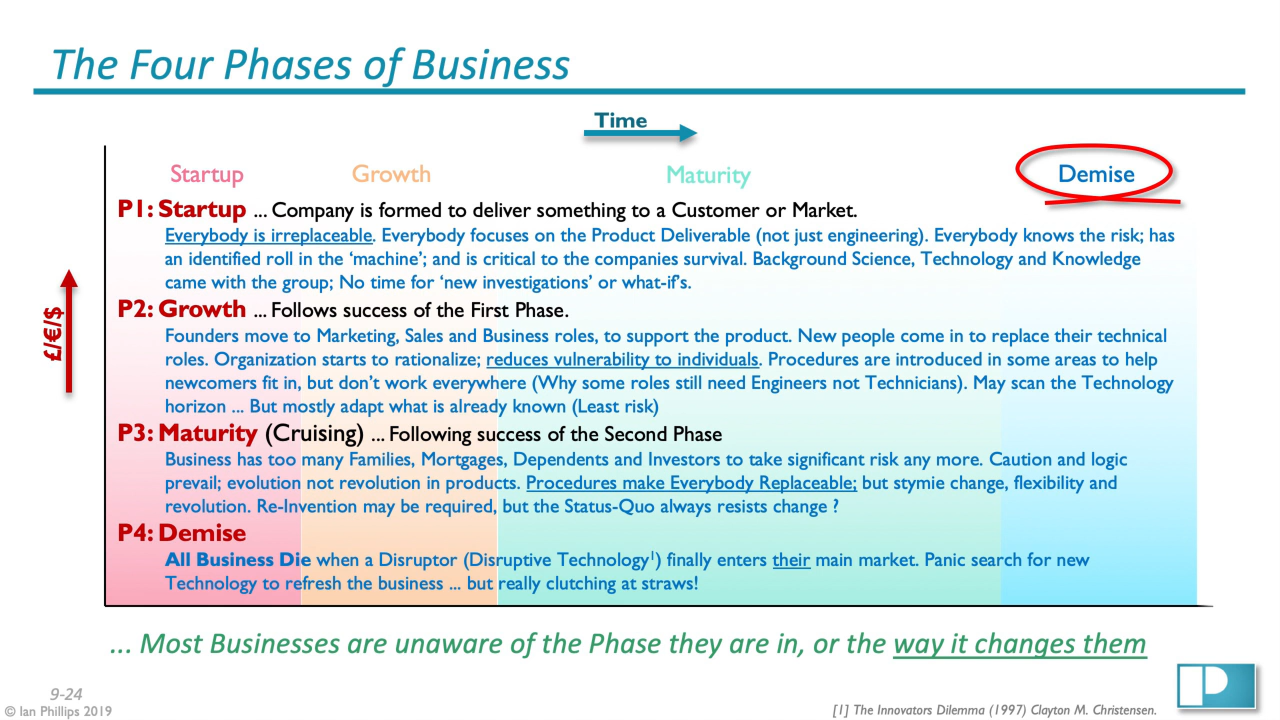 The Four Phases of Business
Time
Startup Growth Maturity Demise
P1: Startup ... Company is formed to deliver something to a Customer or Market.
Everybody is irreplaceable. Everybody focuses on the Product Deliverable (not just engineering). Everybody knows the risk; has
an identified roll in the ‘machine’; and is critical to the companies survival. Background Science, Technology and Knowledge
came with the group; No time for ‘new investigations’ or what-if’s.
£/€/$
P2: Growth ... Follows success of the First Phase.
Founders move to Marketing, Sales and Business roles, to support the product. New people come in to replace their technical
roles. Organization starts to rationalize; reduces vulnerability to individuals. Procedures are introduced in some areas to help
newcomers fit in, but don’t work everywhere (Why some roles still need Engineers not Technicians). May scan the Technology
horizon ... But mostly adapt what is already known (Least risk)
P3: Maturity (Cruising) ... Following success of the Second Phase
Business has too many Families, Mortgages, Dependents and Investors to take significant risk any more. Caution and logic
prevail; evolution not revolution in products. Procedures make Everybody Replaceable; but stymie change, flexibility and
revolution. Re-Invention may be required, but the Status-Quo always resists change ?
P4: Demise
All Business Die when a Disruptor (Disruptive Technology¹) finally enters their main market. Panic search for new
Technology to refresh the business ... but really clutching at straws!
... Most Businesses are unaware of the Phase they are in, or the way it changes them
9-24
© Ian Phillips 2019
[1] The Innovators Dilemma (1997) Clayton M. Christensen.